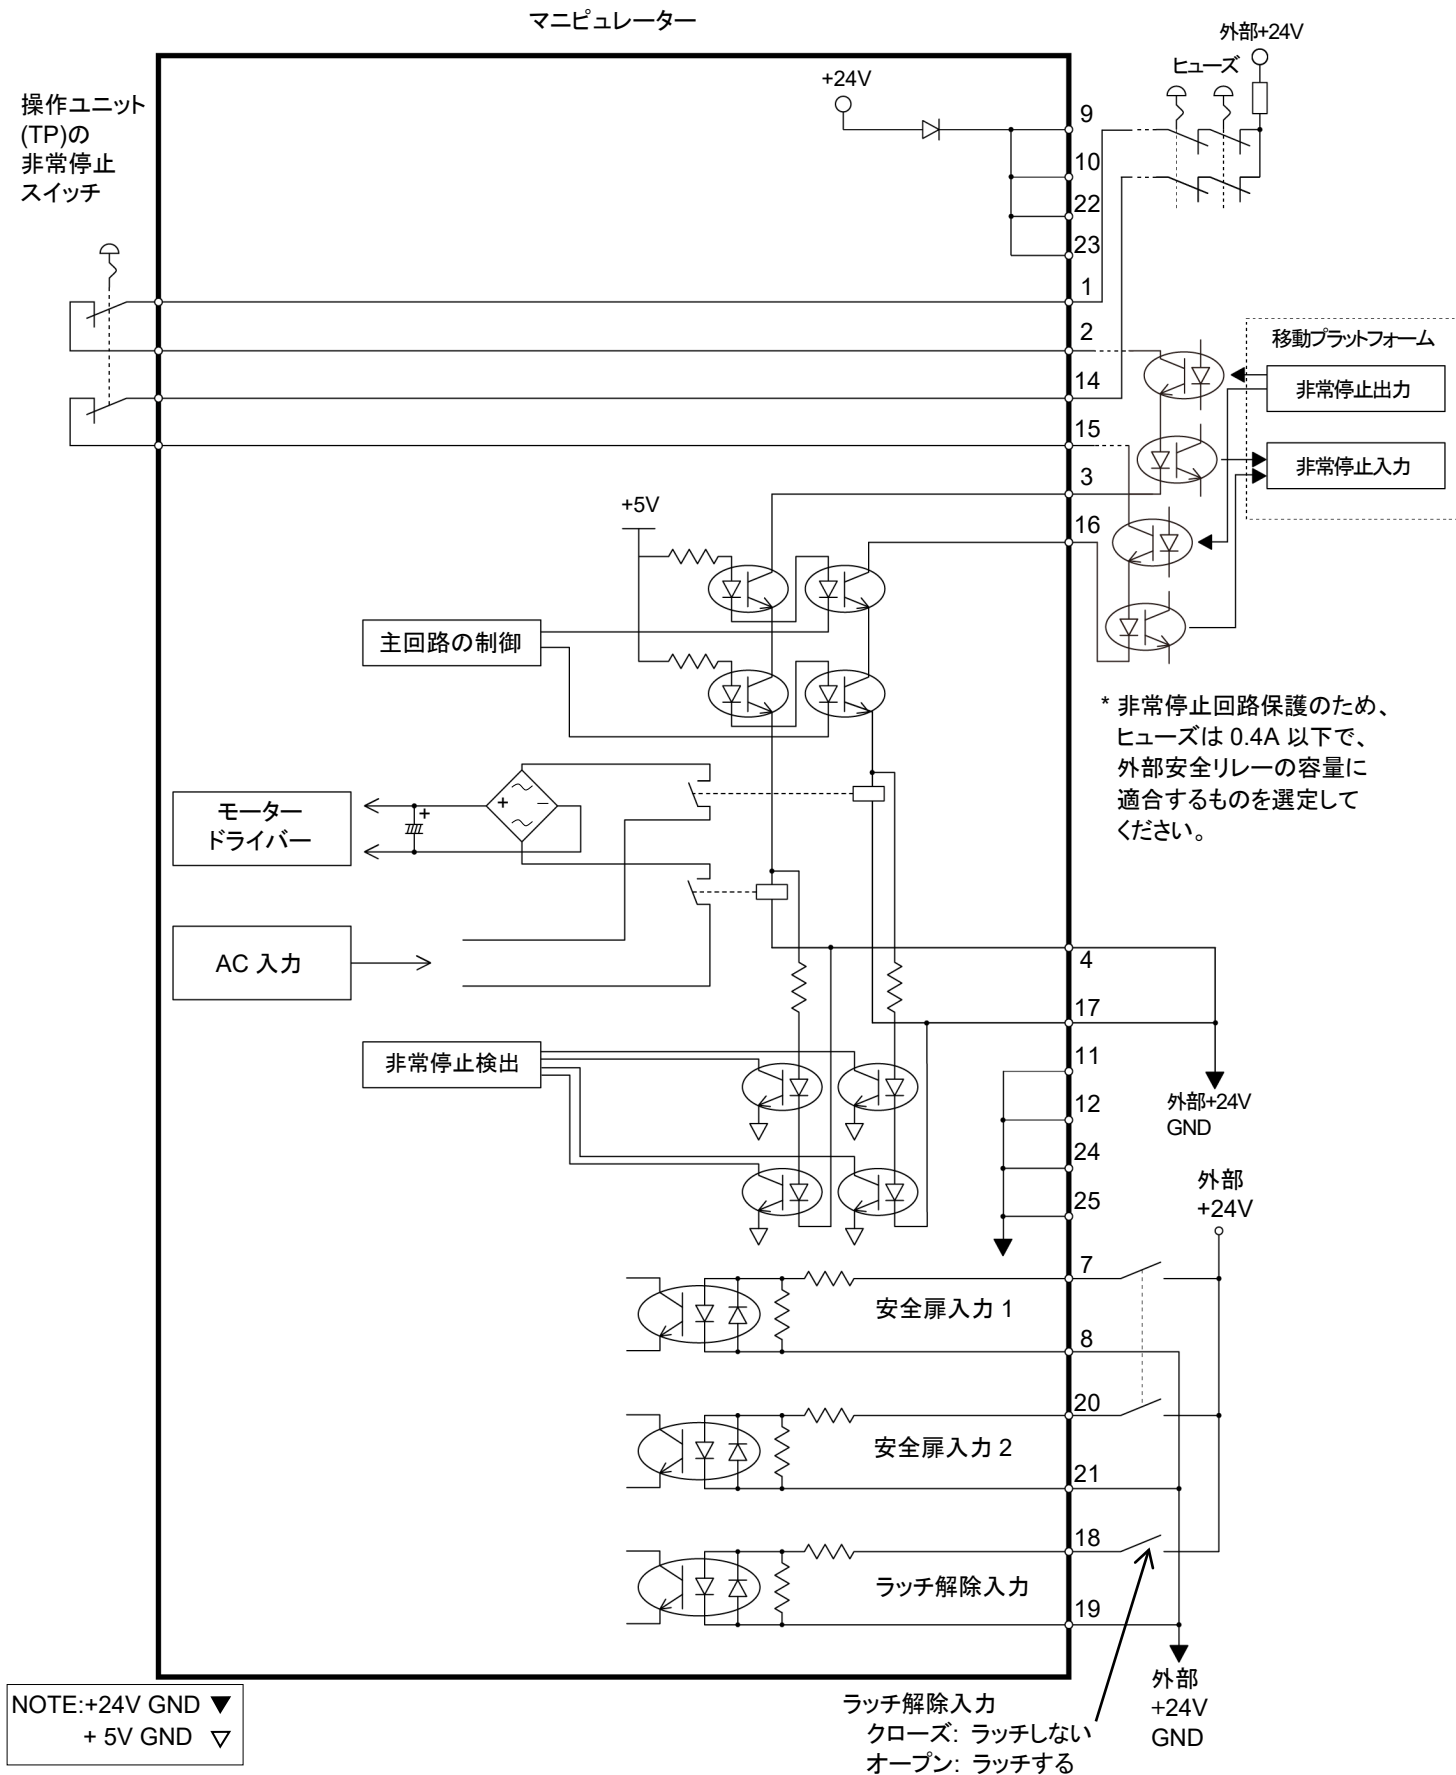 マニピュレーター
外部+24V
ヒューズ
+24V
操作ユニット
(TP)の
非常停止
スイッチ
9
10
22
23
1
2
14
15
3
16
移動プラットフォーム
非常停止出力
非常停止入力
+5V
主回路の制御
* 非常停止回路保護のため、
ヒューズは 0.4A 以下で、
外部安全リレーの容量に
適合するものを選定して
ください。
モーター
ドライバー
+
−
+
AC 入力
4
17
非常停止検出
11
12
24
25
外部+24V
GND
外部
+24V
7
安全扉入力 1
8
20
安全扉入力 2
21
18
ラッチ解除入力
19
外部
+24V
GND
NOTE:+24V GND ▼
+ 5V GND ▽
ラッチ解除入力
クローズ: ラッチしない
オープン: ラッチする